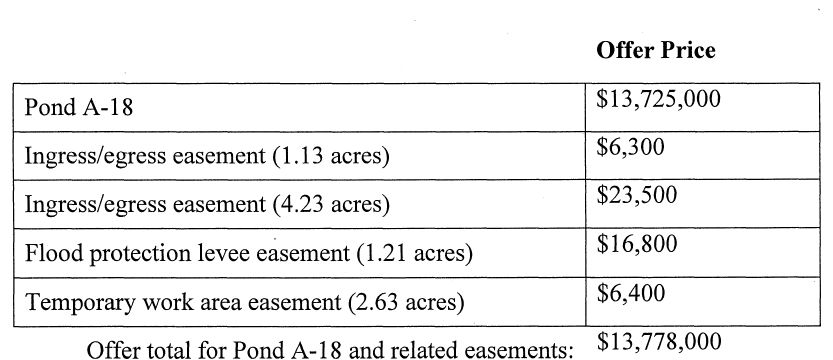 Offer Price
Pond A-18 $13,725,000
Ingress/egress easement (1.13 acres) $6,300
Ingress/egress easement (4.23 acres) $23,500
Flood protection levee easement (1.21 acres) $16,800
Temporary work area easement (2.63 acres) $6,400
Offer total for Pond A-18 and related easements: $13,778,000